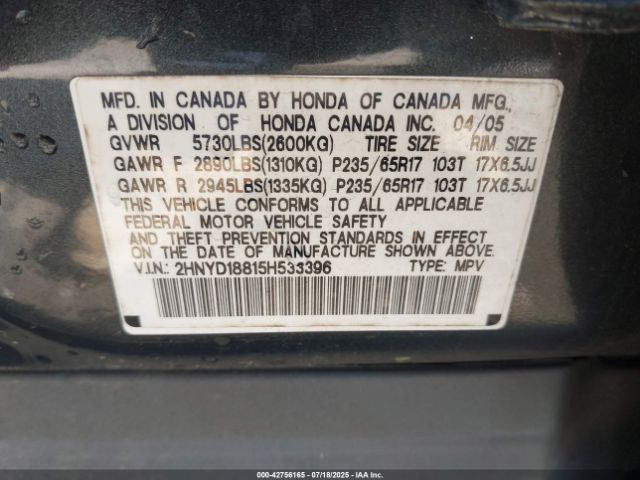 MFD. IN CANADA BY HONDA OF CANADA MFG.,
A DIVISION OF HONDA CANADA INC. 04/05
GVWR 5730LBS(2600KG) TIRE SIZE RIM SIZE
GAWR F 2890LBS(1310KG) P235/65R17 103T 17X6.5JJ
GAWR R 2945LBS(1335KG) P235/65R17 103T 17X6.5JJ
THIS VEHICLE CONFORMS TO ALL APPLICABLE
FEDERAL MOTOR VEHICLE SAFETY
AND THEFT PREVENTION STANDARDS IN EFFECT
ON THE DATE OF MANUFACTURE SHOWN ABOVE.
V.I.N.: 2HNYD18815H533396 TYPE: MPV
000-42756165 - 07/18/2025 - IAAI.COM